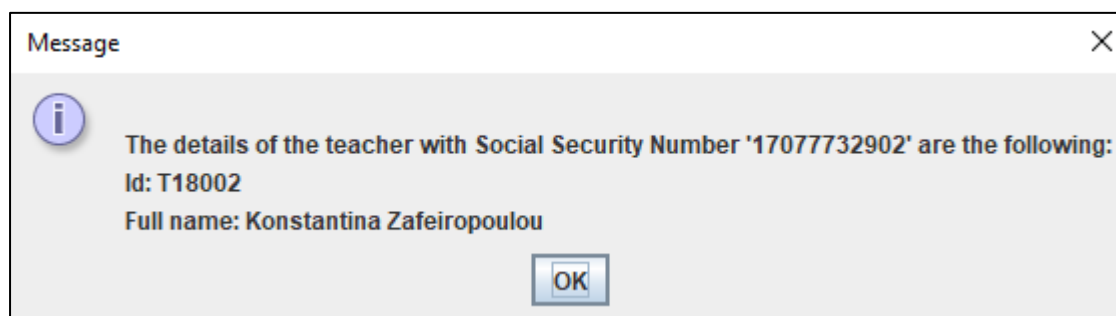 Message
The details of the teacher with Social Security Number '17077732902' are the following:
Id: T18002
Full name: Konstantina Zafeiropoulou
OK